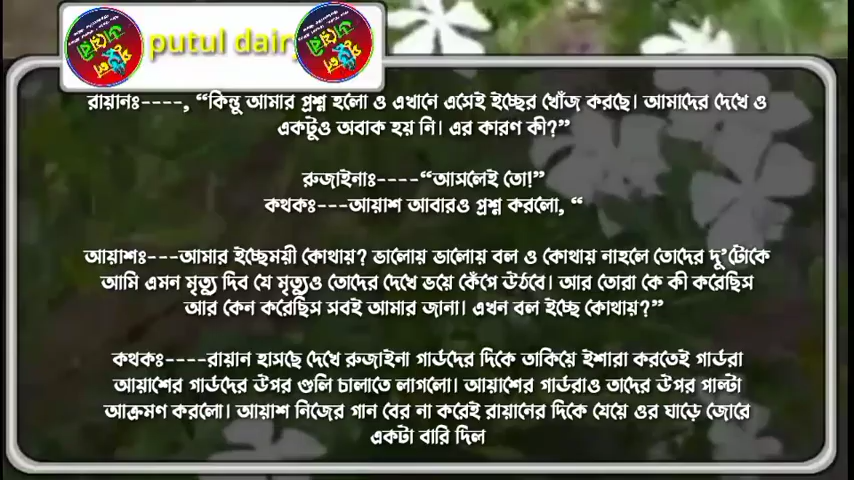 putul dairy
রায়ানঃ----, “কিন্তু আমার প্রশ্ন হলো ও এখানে এসেই ইচ্ছের খোঁজ করছে। আমাদের দেখে ও
একটুও অবাক হয় নি। এর কারণ কী?”
রুজাইনাঃ----“আসলেই তো!”
কথকঃ---আয়াশ আবারও প্রশ্ন করলো, “
আয়াশঃ---আমার ইচ্ছেময়ী কোথায়? ভালোয় ভালোয় বল ও কোথায় নাহলে তোদের দু’টোকে
আমি এমন মৃত্যু দিব যে মৃত্যুও তোদের দেখে ভয়ে কেঁপে উঠবে। আর তোরা কে কী করেছিস
আর কেন করেছিস সবই আমার জানা। এখন বল ইচ্ছে কোথায়?”
কথকঃ----রায়ান হাসছে দেখে রুজাইনা গার্ডদের দিকে তাকিয়ে ইশারা করতেই গার্ডরা
আয়াশের গার্ডদের উপর গুলি চালাতে লাগলো। আয়াশের গার্ডরাও তাদের উপর পাল্টা
আক্রমণ করলো। আয়াশ নিজের গান বের না করেই রায়ানের দিকে যেয়ে ওর ঘাড়ে জোরে
একটা বারি দিল